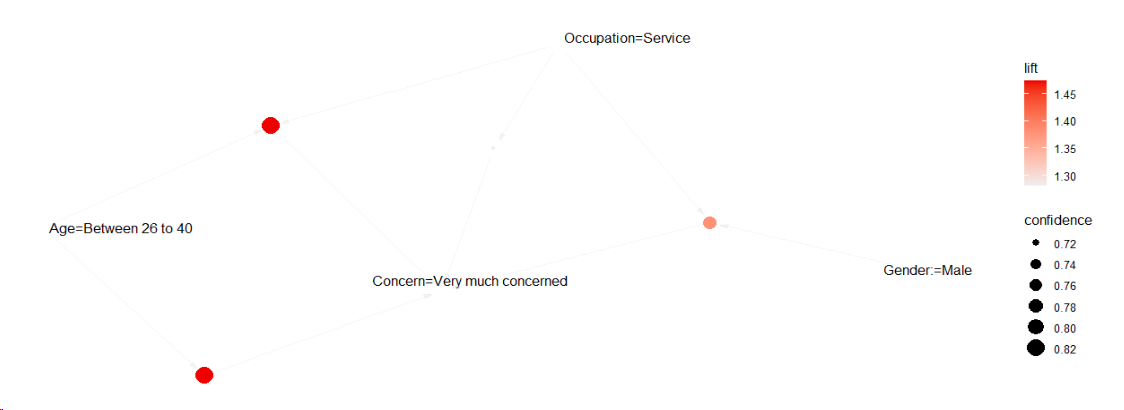 Occupation=Service
Age=Between 26 to 40
Concern=Very much concerned
Gender:=Male
lift
1.45
1.40
1.35
1.30
confidence
0.72
0.74
0.76
0.78
0.80
0.82